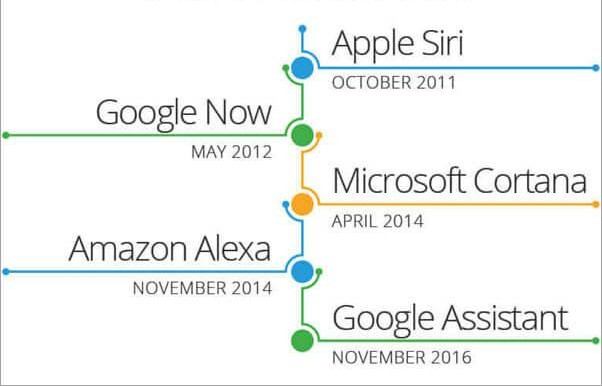 Apple Siri
OCTOBER 2011
Google Now
MAY 2012
Microsoft Cortana
APRIL 2014
Amazon Alexa
NOVEMBER 2014
Google Assistant
NOVEMBER 2016